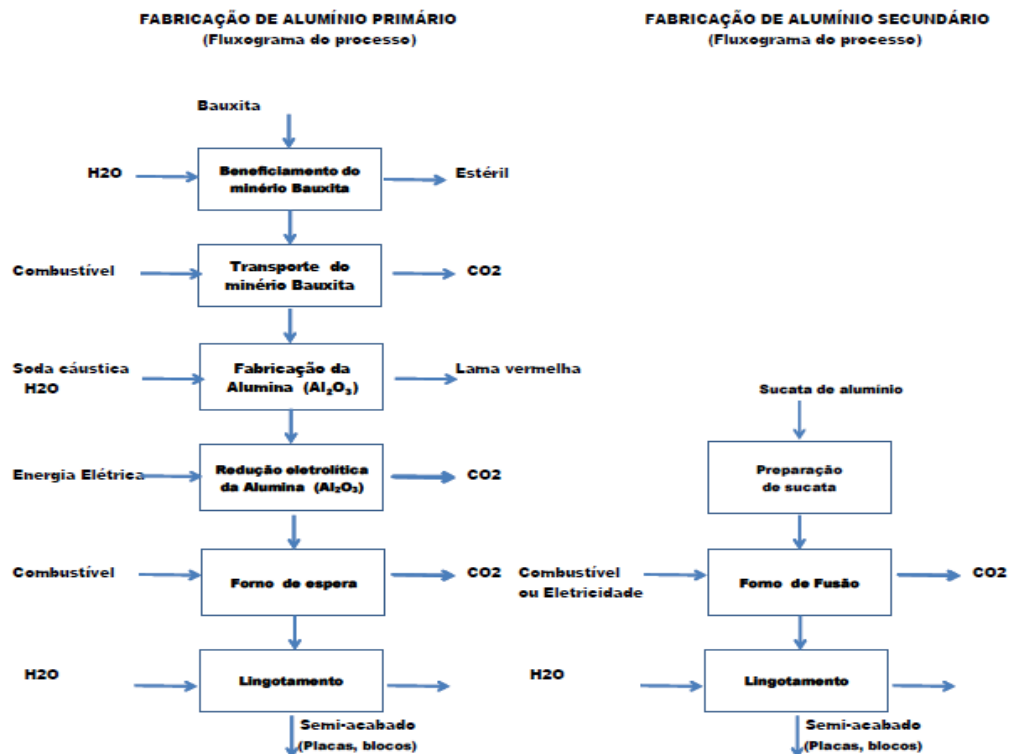 FABRICAÇÃO DE ALUMÍNIO PRIMÁRIO
(Fluxograma do processo)
Bauxita
H2O
Beneficiamento do
minério Bauxita
Estéril
Combustível
Transporte do
minério Bauxita
CO2
Soda cáustica
H2O
Fabricação da
Alumina (Al₂O₃)
Lama vermelha
Energia Elétrica
Redução eletrolítica
da Alumina (Al₂O₃)
CO2
Combustível
Forno de espera
CO2
H2O
Lingotamento
Semi-acabado
(Placas, blocos)
FABRICAÇÃO DE ALUMÍNIO SECUNDÁRIO
(Fluxograma do processo)
Sucata de alumínio
Preparação
de sucata
Combustível
ou Eletricidade
Forno de Fusão
CO2
H2O
Lingotamento
Semi-acabado
(Placas, blocos)